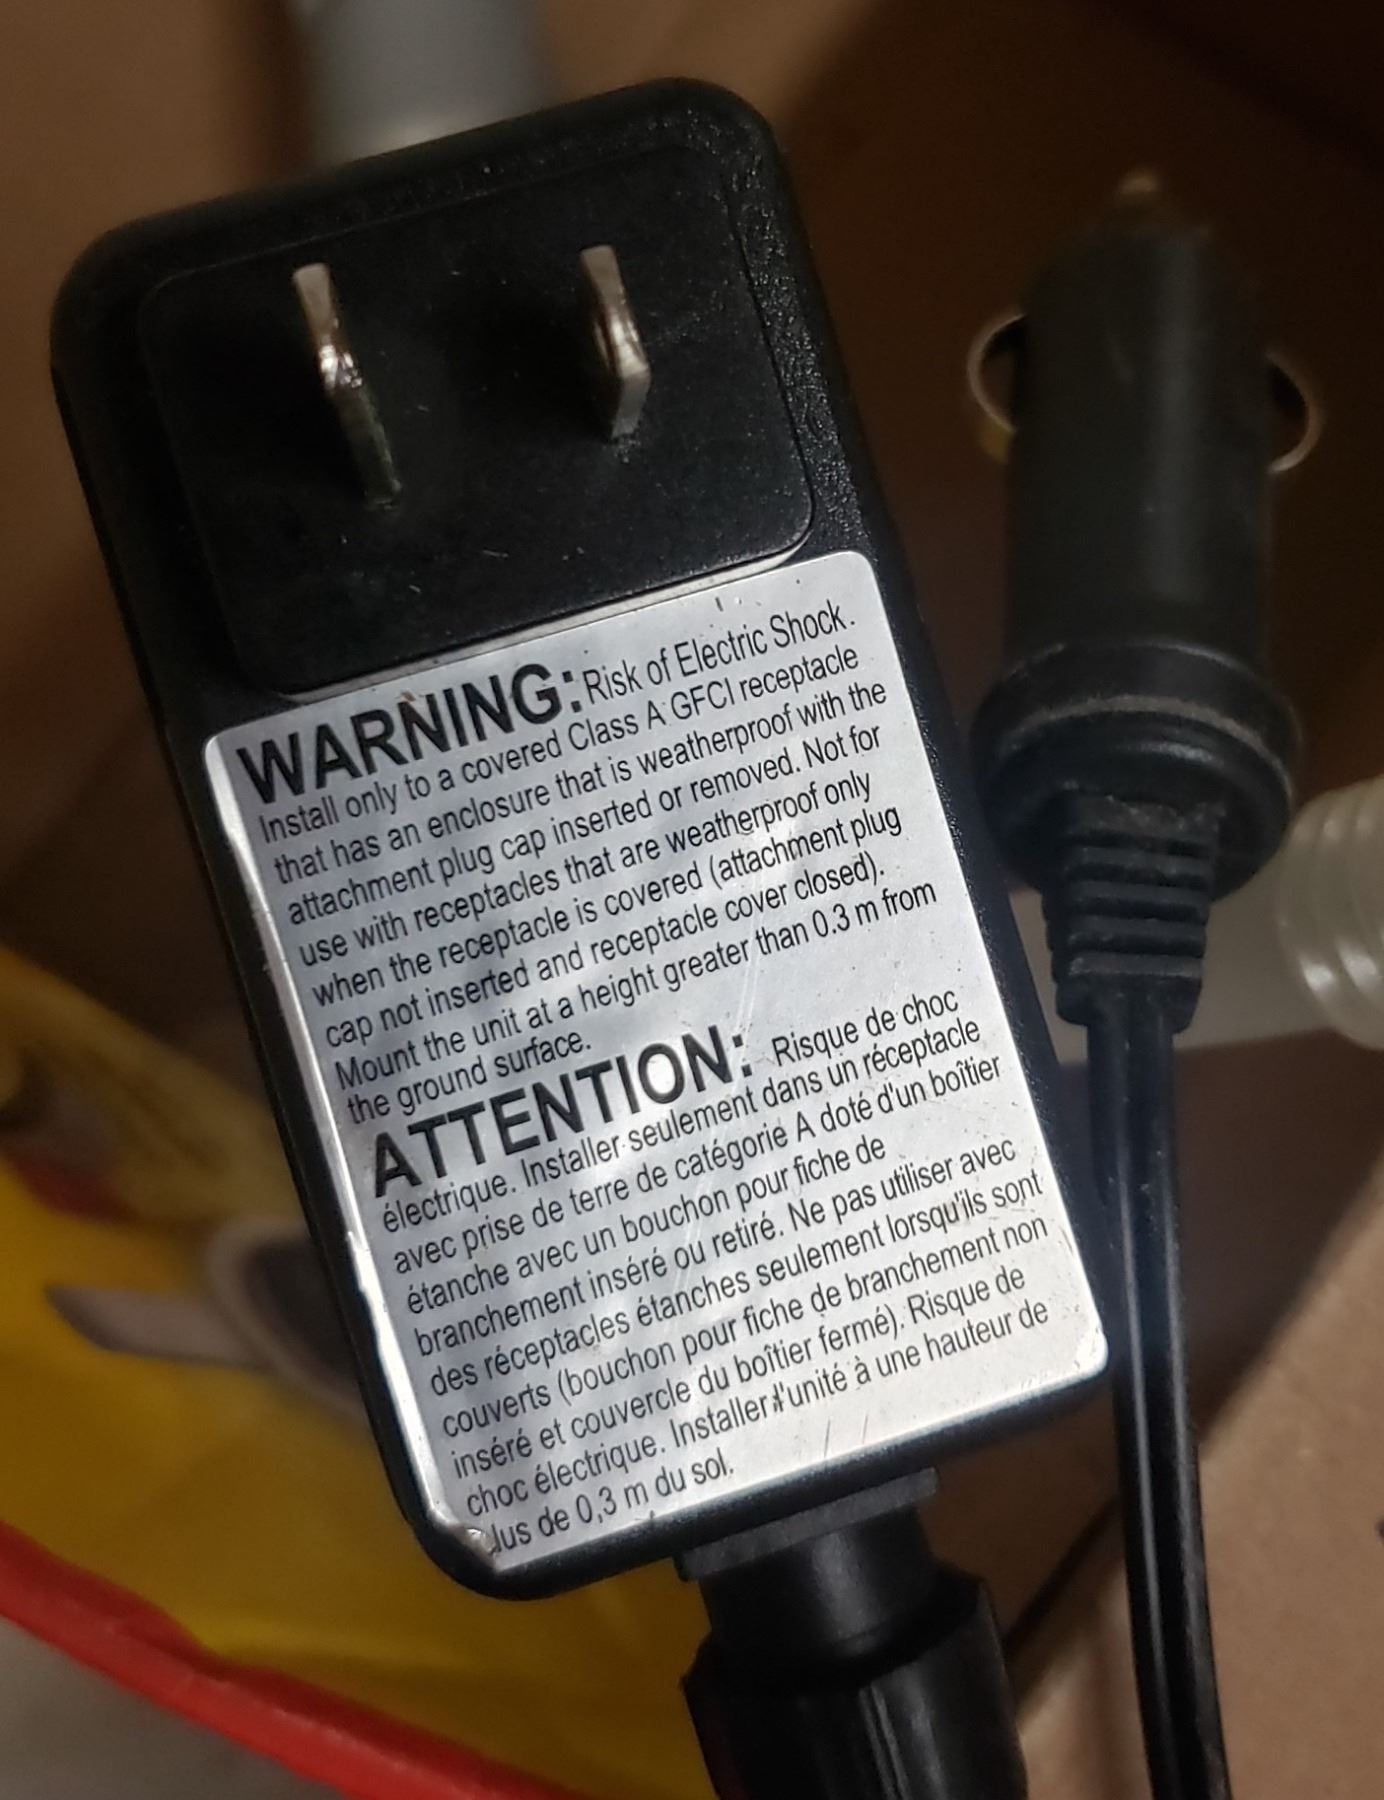 WARNING: Risk of Electric Shock.
Install only to a covered Class A GFCI receptacle
that has an enclosure that is weatherproof with the
attachment plug cap inserted or removed. Not for
use with receptacles that are weatherproof only
when the receptacle is covered (attachment plug
cap not inserted and receptacle cover closed).
Mount the unit at a height greater than 0.3 m from
the ground surface.
ATTENTION: Risque de choc
électrique. Installer seulement dans un réceptacle
avec prise de terre de catégorie A doté d'un boîtier
étanche avec un bouchon pour fiche de
branchement inséré ou retiré. Ne pas utiliser avec
des réceptacles étanches seulement lorsqu'ils sont
couverts (bouchon pour fiche de branchement non
inséré et couvercle du boîtier fermé). Risque de
choc électrique. Installer l'unité à une hauteur de
plus de 0,3 m du sol.